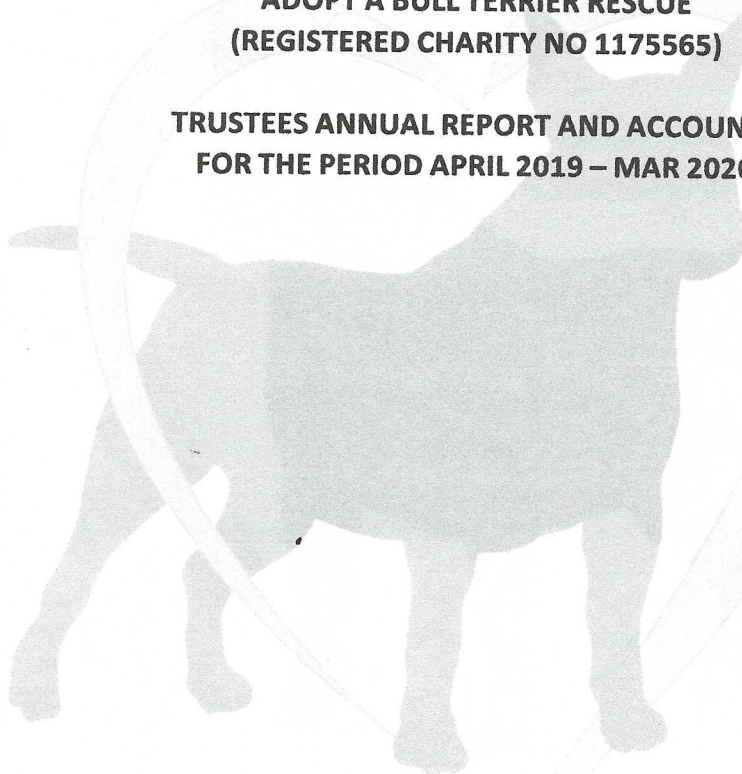 ADOPT A BULL TERRIER RESCUE
(REGISTERED CHARITY NO 1175565)
TRUSTEES ANNUAL REPORT AND ACCOUN
FOR THE PERIOD APRIL 2019 – MAR 2020